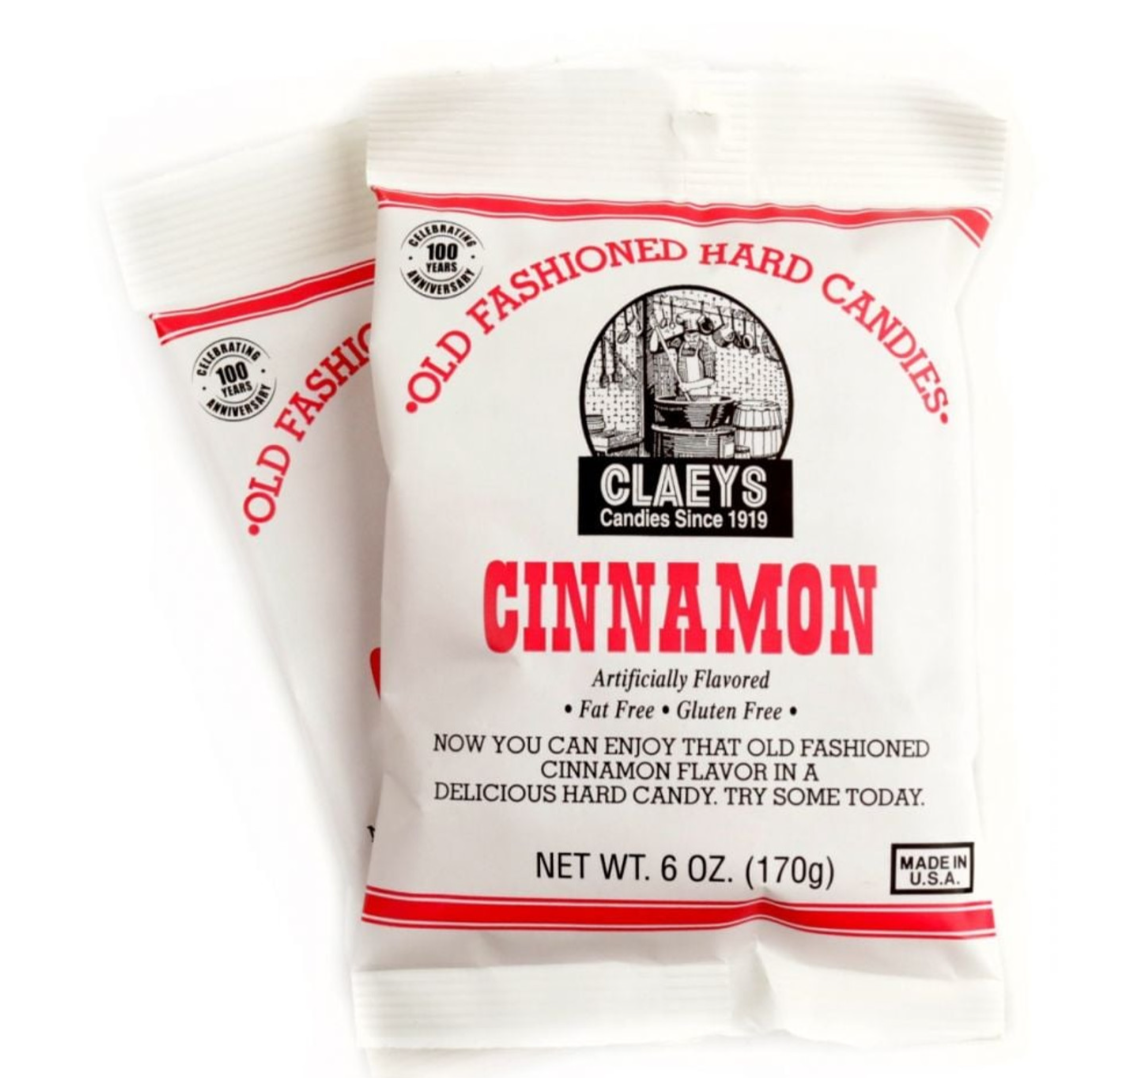 CELEBRATING
100
YEARS
ANNIVERSARY
•OLD FASHIONED HARD CANDIES•
CLAEYS
Candies Since 1919
CINNAMON
Artificially Flavored
• Fat Free • Gluten Free •
NOW YOU CAN ENJOY THAT OLD FASHIONED
CINNAMON FLAVOR IN A
DELICIOUS HARD CANDY. TRY SOME TODAY.
NET WT. 6 OZ. (170g)
MADE IN
U.S.A.
CELEBRATING
100
YEARS
ANNIVERSARY
•OLD FASHIO